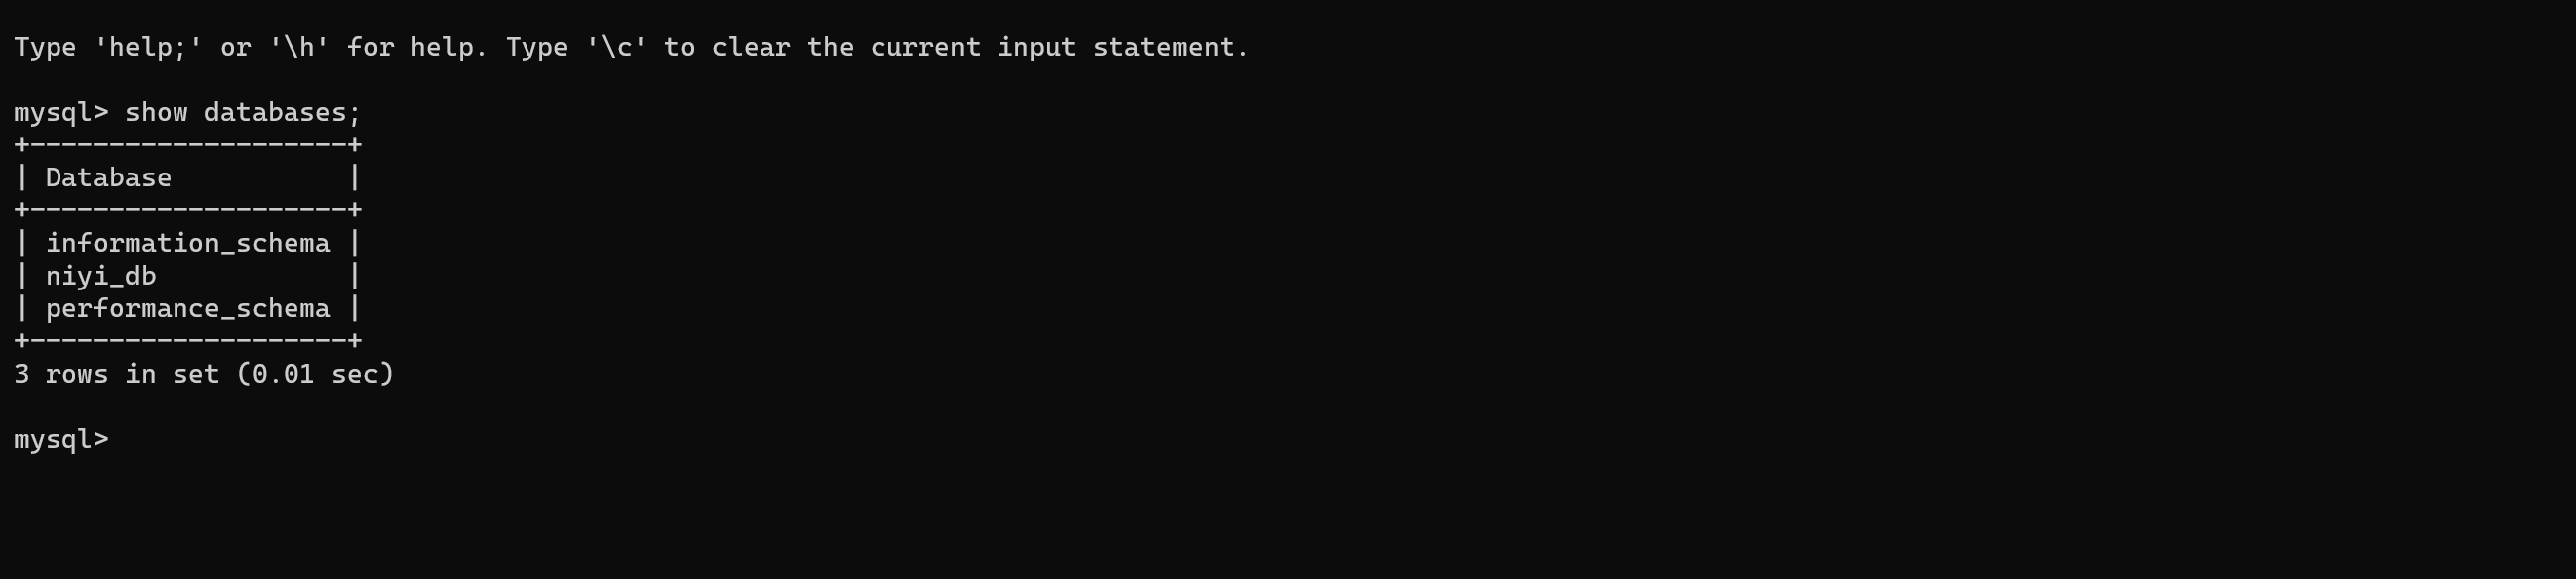 Type 'help;' or '\h' for help. Type '\c' to clear the current input statement.
mysql> show databases;
+--------------------+
| Database           |
+--------------------+
| information_schema |
| niyi_db            |
| performance_schema |
+--------------------+
3 rows in set (0.01 sec)
mysql>